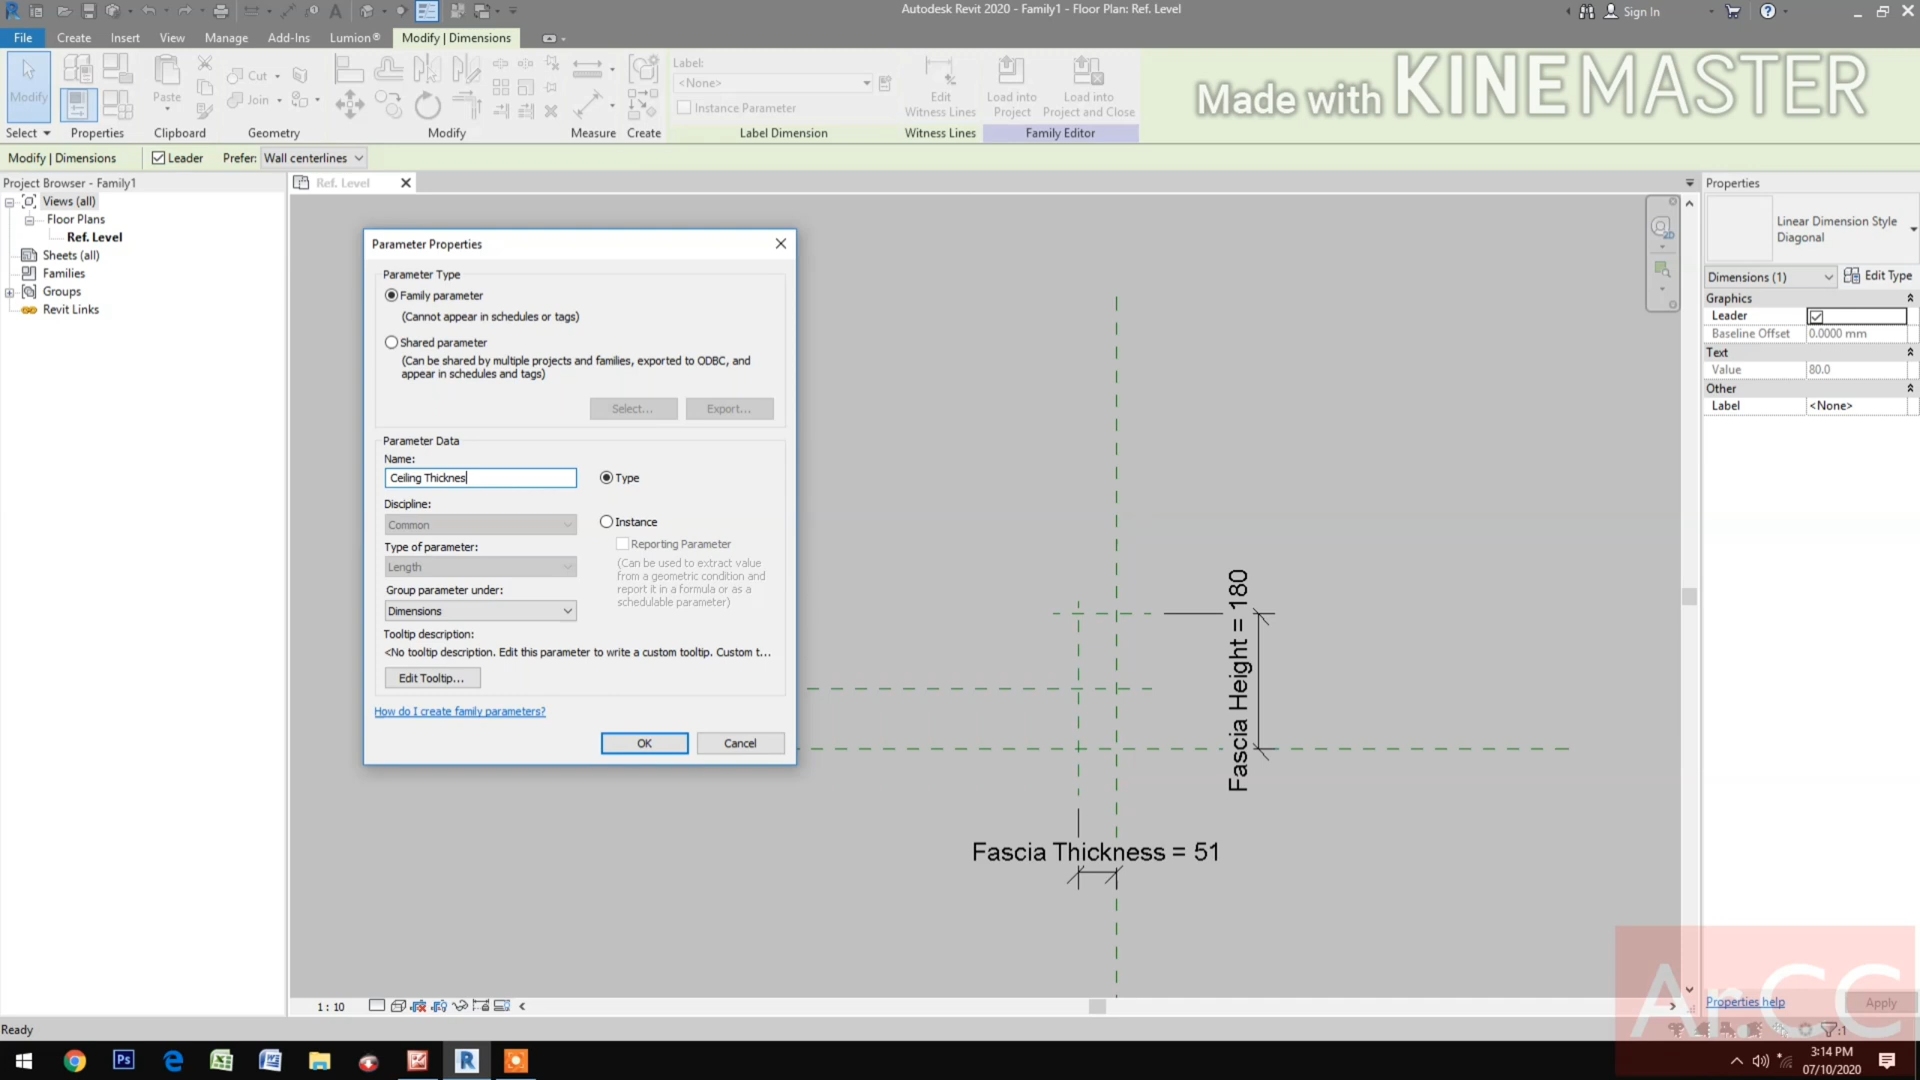 Autodesk Revit 2020 - Family1 - Floor Plan: Ref. Level
Sign In
File
Create
Insert
View
Manage
Add-Ins
Lumion®
Modify | Dimensions
Modify
Select
Properties
Paste
Clipboard
Cut
Join
Geometry
Modify
Measure
Create
Label:
<None>
Instance Parameter
Label Dimension
Edit
Witness Lines
Witness Lines
Load into
Project
Load into
Project and Close
Family Editor
Made with KINEMASTER
Modify | Dimensions
Leader
Prefer:
Wall centerlines
Project Browser - Family1
Views (all)
Floor Plans
Ref. Level
Sheets (all)
Families
Groups
Revit Links
Ref. Level
Parameter Properties
Parameter Type
Family parameter
(Cannot appear in schedules or tags)
Shared parameter
(Can be shared by multiple projects and families, exported to ODBC, and
appear in schedules and tags)
Select...
Export...
Parameter Data
Name:
Ceiling Thicknes
Type
Discipline:
Common
Instance
Type of parameter:
Reporting Parameter
Length
(Can be used to extract value
from a geometric condition and
report it in a formula or as a
schedulable parameter)
Group parameter under:
Dimensions
Tooltip description:
<No tooltip description. Edit this parameter to write a custom tooltip. Custom t...
Edit Tooltip...
How do I create family parameters?
OK
Cancel
Fascia Height = 180
Fascia Thickness = 51
Properties
Linear Dimension Style
Diagonal
Dimensions (1)
Edit Type
Graphics
Leader
Baseline Offset
0.0000 mm
Text
Value
80.0
Other
Label
<None>
Properties help
Apply
ArCC
1 : 10
Ready
:1
3:14 PM
07/10/2020